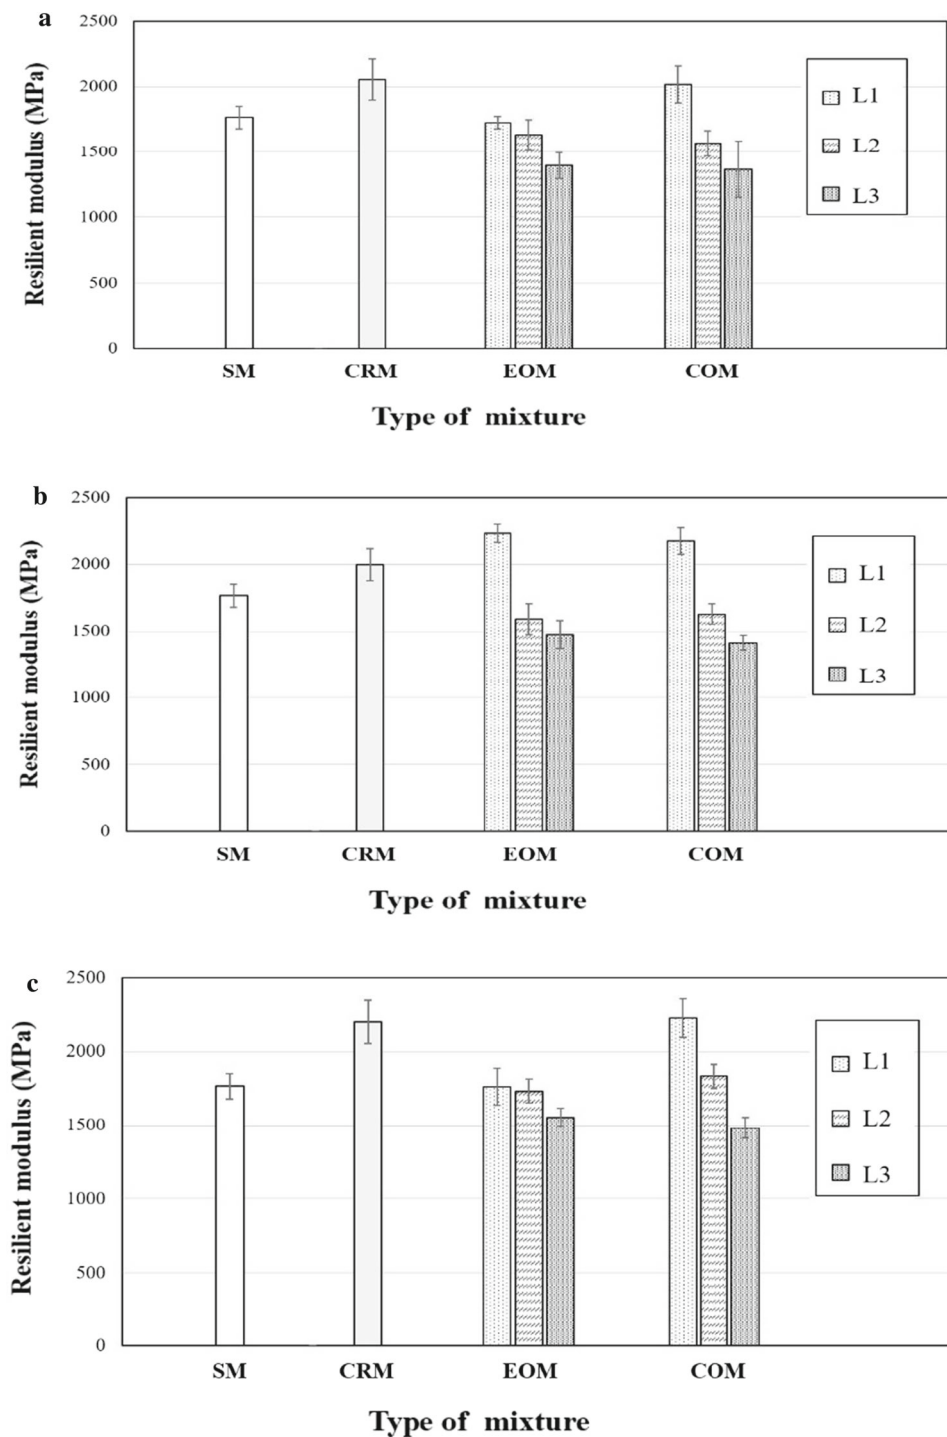 a
Resilient modulus (MPa)
2500
2000
1500
1000
500
0
L1
L2
L3
SM CRM EOM COM
Type of mixture
b
Resilient modulus (MPa)
2500
2000
1500
1000
500
0
L1
L2
L3
SM CRM EOM COM
Type of mixture
c
Resilient modulus (MPa)
2500
2000
1500
1000
500
0
L1
L2
L3
SM CRM EOM COM
Type of mixture